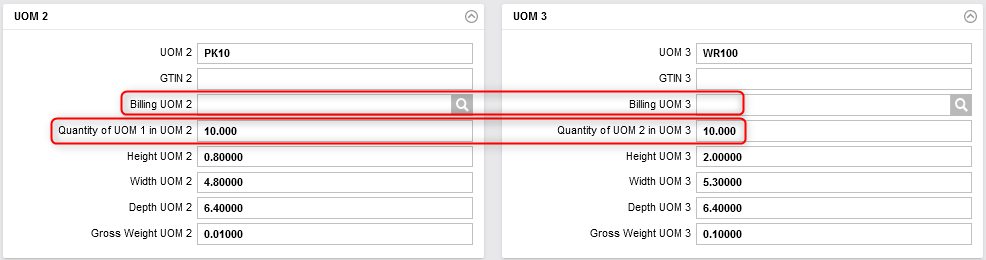 UOM 2
UOM 2 PK10
GTIN 2
Billing UOM 2
Quantity of UOM 1 in UOM 2 10.000
Height UOM 2 0.80000
Width UOM 2 4.80000
Depth UOM 2 6.40000
Gross Weight UOM 2 0.01000
UOM 3
UOM 3 WR100
GTIN 3
Billing UOM 3
Quantity of UOM 2 in UOM 3 10.000
Height UOM 3 2.00000
Width UOM 3 5.30000
Depth UOM 3 6.40000
Gross Weight UOM 3 0.10000